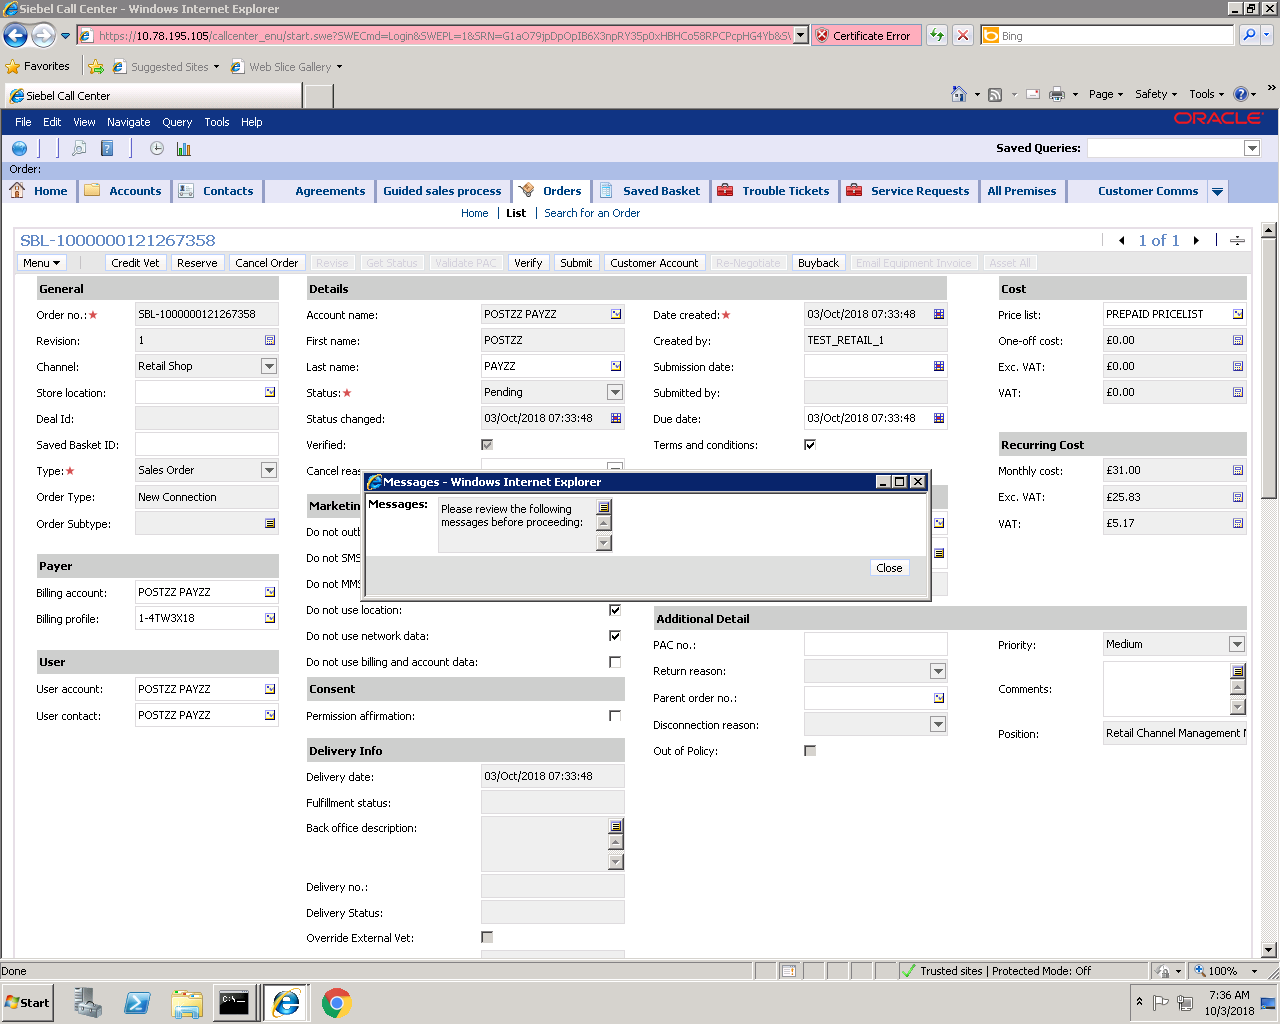 Siebel Call Center - Windows Internet Explorer
https://10.78.195.105/callcenter_enu/start.swe?SWECmd=Login&SWEPL=1&SRN=G1aO79jpDpOpIB6X3npRY35p0xHBHCo58RPCPcpHG4Yb&S
Certificate Error
Bing
Favorites
Suggested Sites
Web Slice Gallery
Siebel Call Center
Page
Safety
Tools
File Edit View Navigate Query Tools Help
ORACLE
Saved Queries:
Order:
Home
Accounts
Contacts
Agreements
Guided sales process
Orders
Saved Basket
Trouble Tickets
Service Requests
All Premises
Customer Comms
Home | List | Search for an Order
SBL-1000000121267358
1 of 1
Menu
Credit Vet
Reserve
Cancel Order
Revise
Get Status
Validate PAC
Verify
Submit
Customer Account
Re-Negotiate
Buyback
Email Equipment Invoice
Asset All
General
Order no.:★ SBL-1000000121267358
Revision: 1
Channel: Retail Shop
Store location:
Deal Id:
Saved Basket ID:
Type:★ Sales Order
Order Type: New Connection
Order Subtype:
Payer
Billing account: POSTZZ PAYZZ
Billing profile: 1-4TW3X18
User
User account: POSTZZ PAYZZ
User contact: POSTZZ PAYZZ
Details
Account name: POSTZZ PAYZZ
First name: POSTZZ
Last name: PAYZZ
Status:★ Pending
Status changed: 03/Oct/2018 07:33:48
Verified:
Cancel reas
Date created:★ 03/Oct/2018 07:33:48
Created by: TEST_RETAIL_1
Submission date:
Submitted by:
Due date: 03/Oct/2018 07:33:48
Terms and conditions:
Marketin
Do not outb
Do not SMS
Do not MMS
Do not use location:
Do not use network data:
Do not use billing and account data:
Consent
Permission affirmation:
Delivery Info
Delivery date: 03/Oct/2018 07:33:48
Fulfillment status:
Back office description:
Delivery no.:
Delivery Status:
Override External Vet:
Messages - Windows Internet Explorer
Messages:
Please review the following
messages before proceeding:
Close
Additional Detail
PAC no.:
Return reason:
Parent order no.:
Disconnection reason:
Out of Policy:
Priority: Medium
Comments:
Position: Retail Channel Management
Cost
Price list: PREPAID PRICELIST
One-off cost: £0.00
Exc. VAT: £0.00
VAT: £0.00
Recurring Cost
Monthly cost: £31.00
Exc. VAT: £25.83
VAT: £5.17
Done
Trusted sites | Protected Mode: Off
100%
Start
7:36 AM
10/3/2018